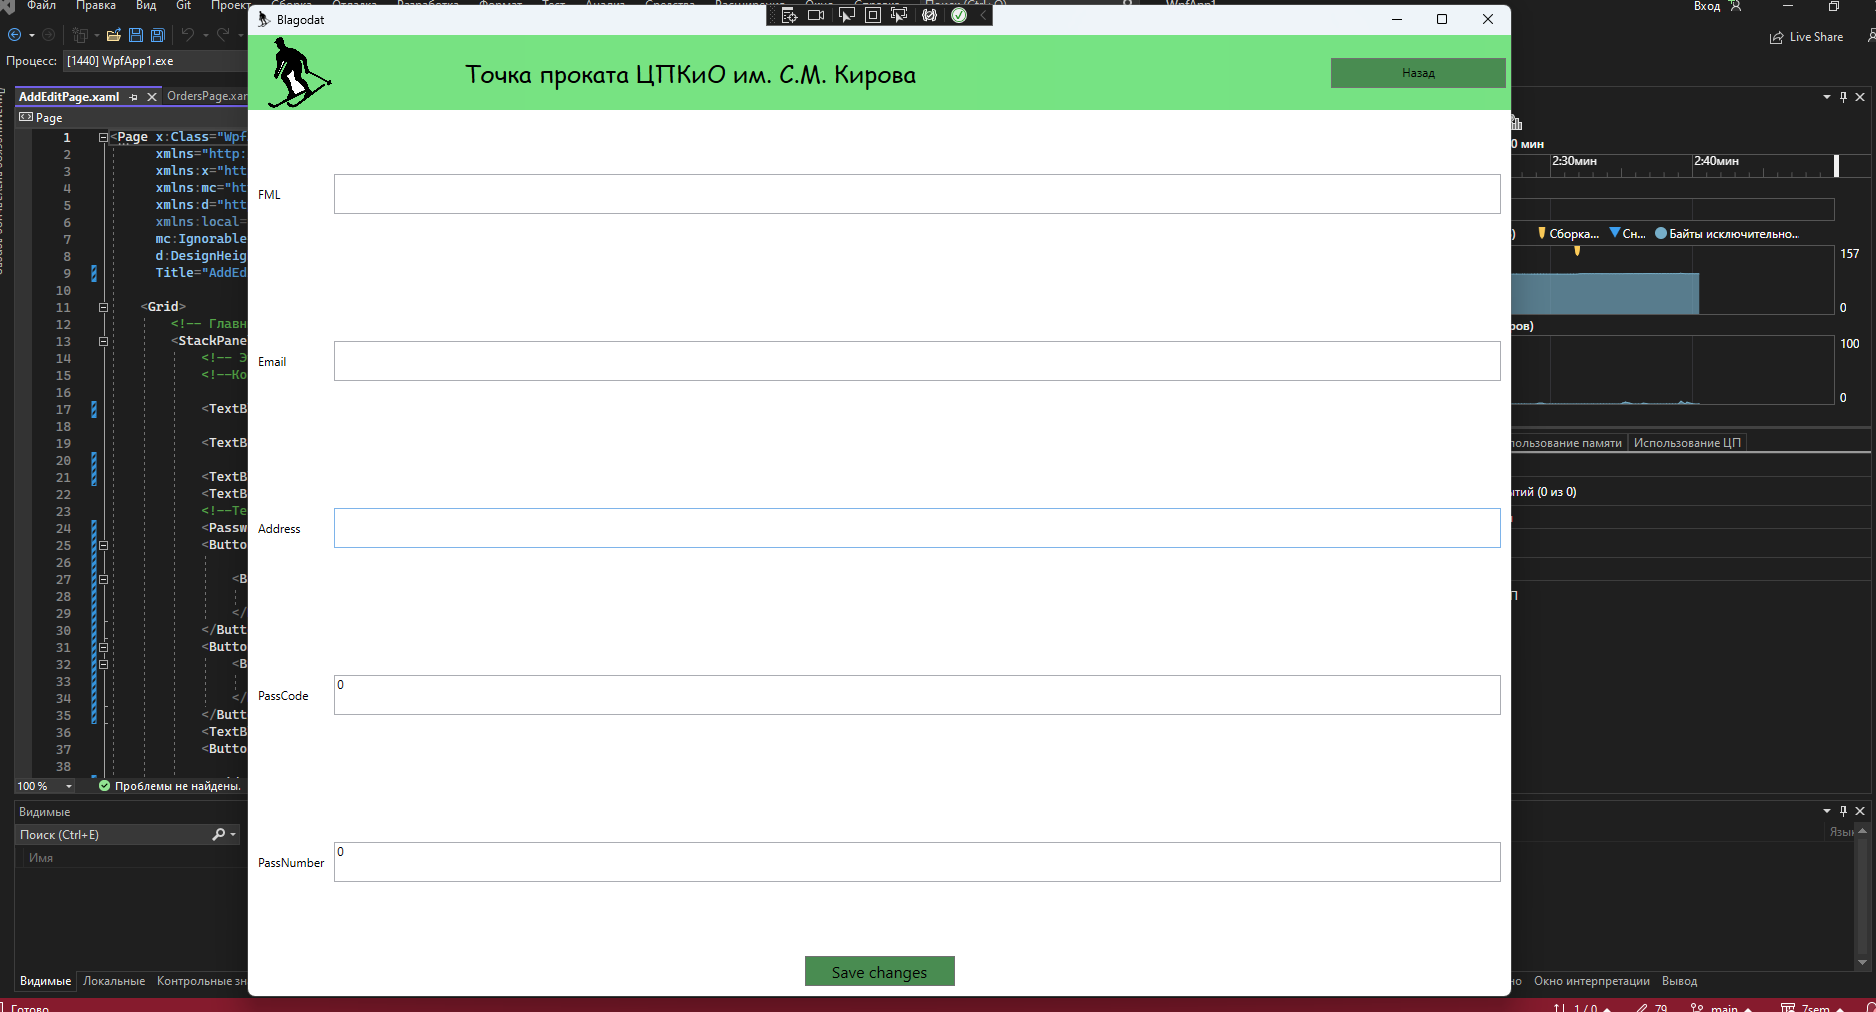 Файл Правка Вид Git Проект
Blagodat
Вход
Live Share
Процесс: [1440] WpfApp1.exe
Точка проката ЦПКиО им. С.М. Кирова
Назад
AddEditPage.xaml OrdersPage.xam
Page
1 <Page x:Class="Wpf
2 xmlns="http:
3 xmlns:x="htt
4 xmlns:mc="ht
5 xmlns:d="htt
6 xmlns:local=
7 mc:Ignorable
8 d:DesignHeig
9 Title="AddEd
10
11 <Grid>
12 <!-- Главн
13 <StackPane
14 <!-- Э
15 <!--Ко
16
17 <TextB
18
19 <TextB
20
21 <TextB
22 <TextB
23 <!--Те
24 <Passw
25 <Butto
26
27 <B
28
29 </
30 </Butt
31 <Butto
32 <B
33
34 </
35 </Butt
36 <TextB
37 <Butto
38
100 % Проблемы не найдены.
FML
Email
Address
PassCode 0
PassNumber 0
Save changes
0 мин
2:30мин 2:40мин
Сборка... Сн... Байты исключительно...
157
0
ров)
100
0
пользование памяти Использование ЦП
ытий (0 из 0)
Видимые
Поиск (Ctrl+E)
Имя
Язык
Видимые Локальные Контрольные зн
Окно интерпретации Вывод
Готово
1 / 0 79 main 7sem